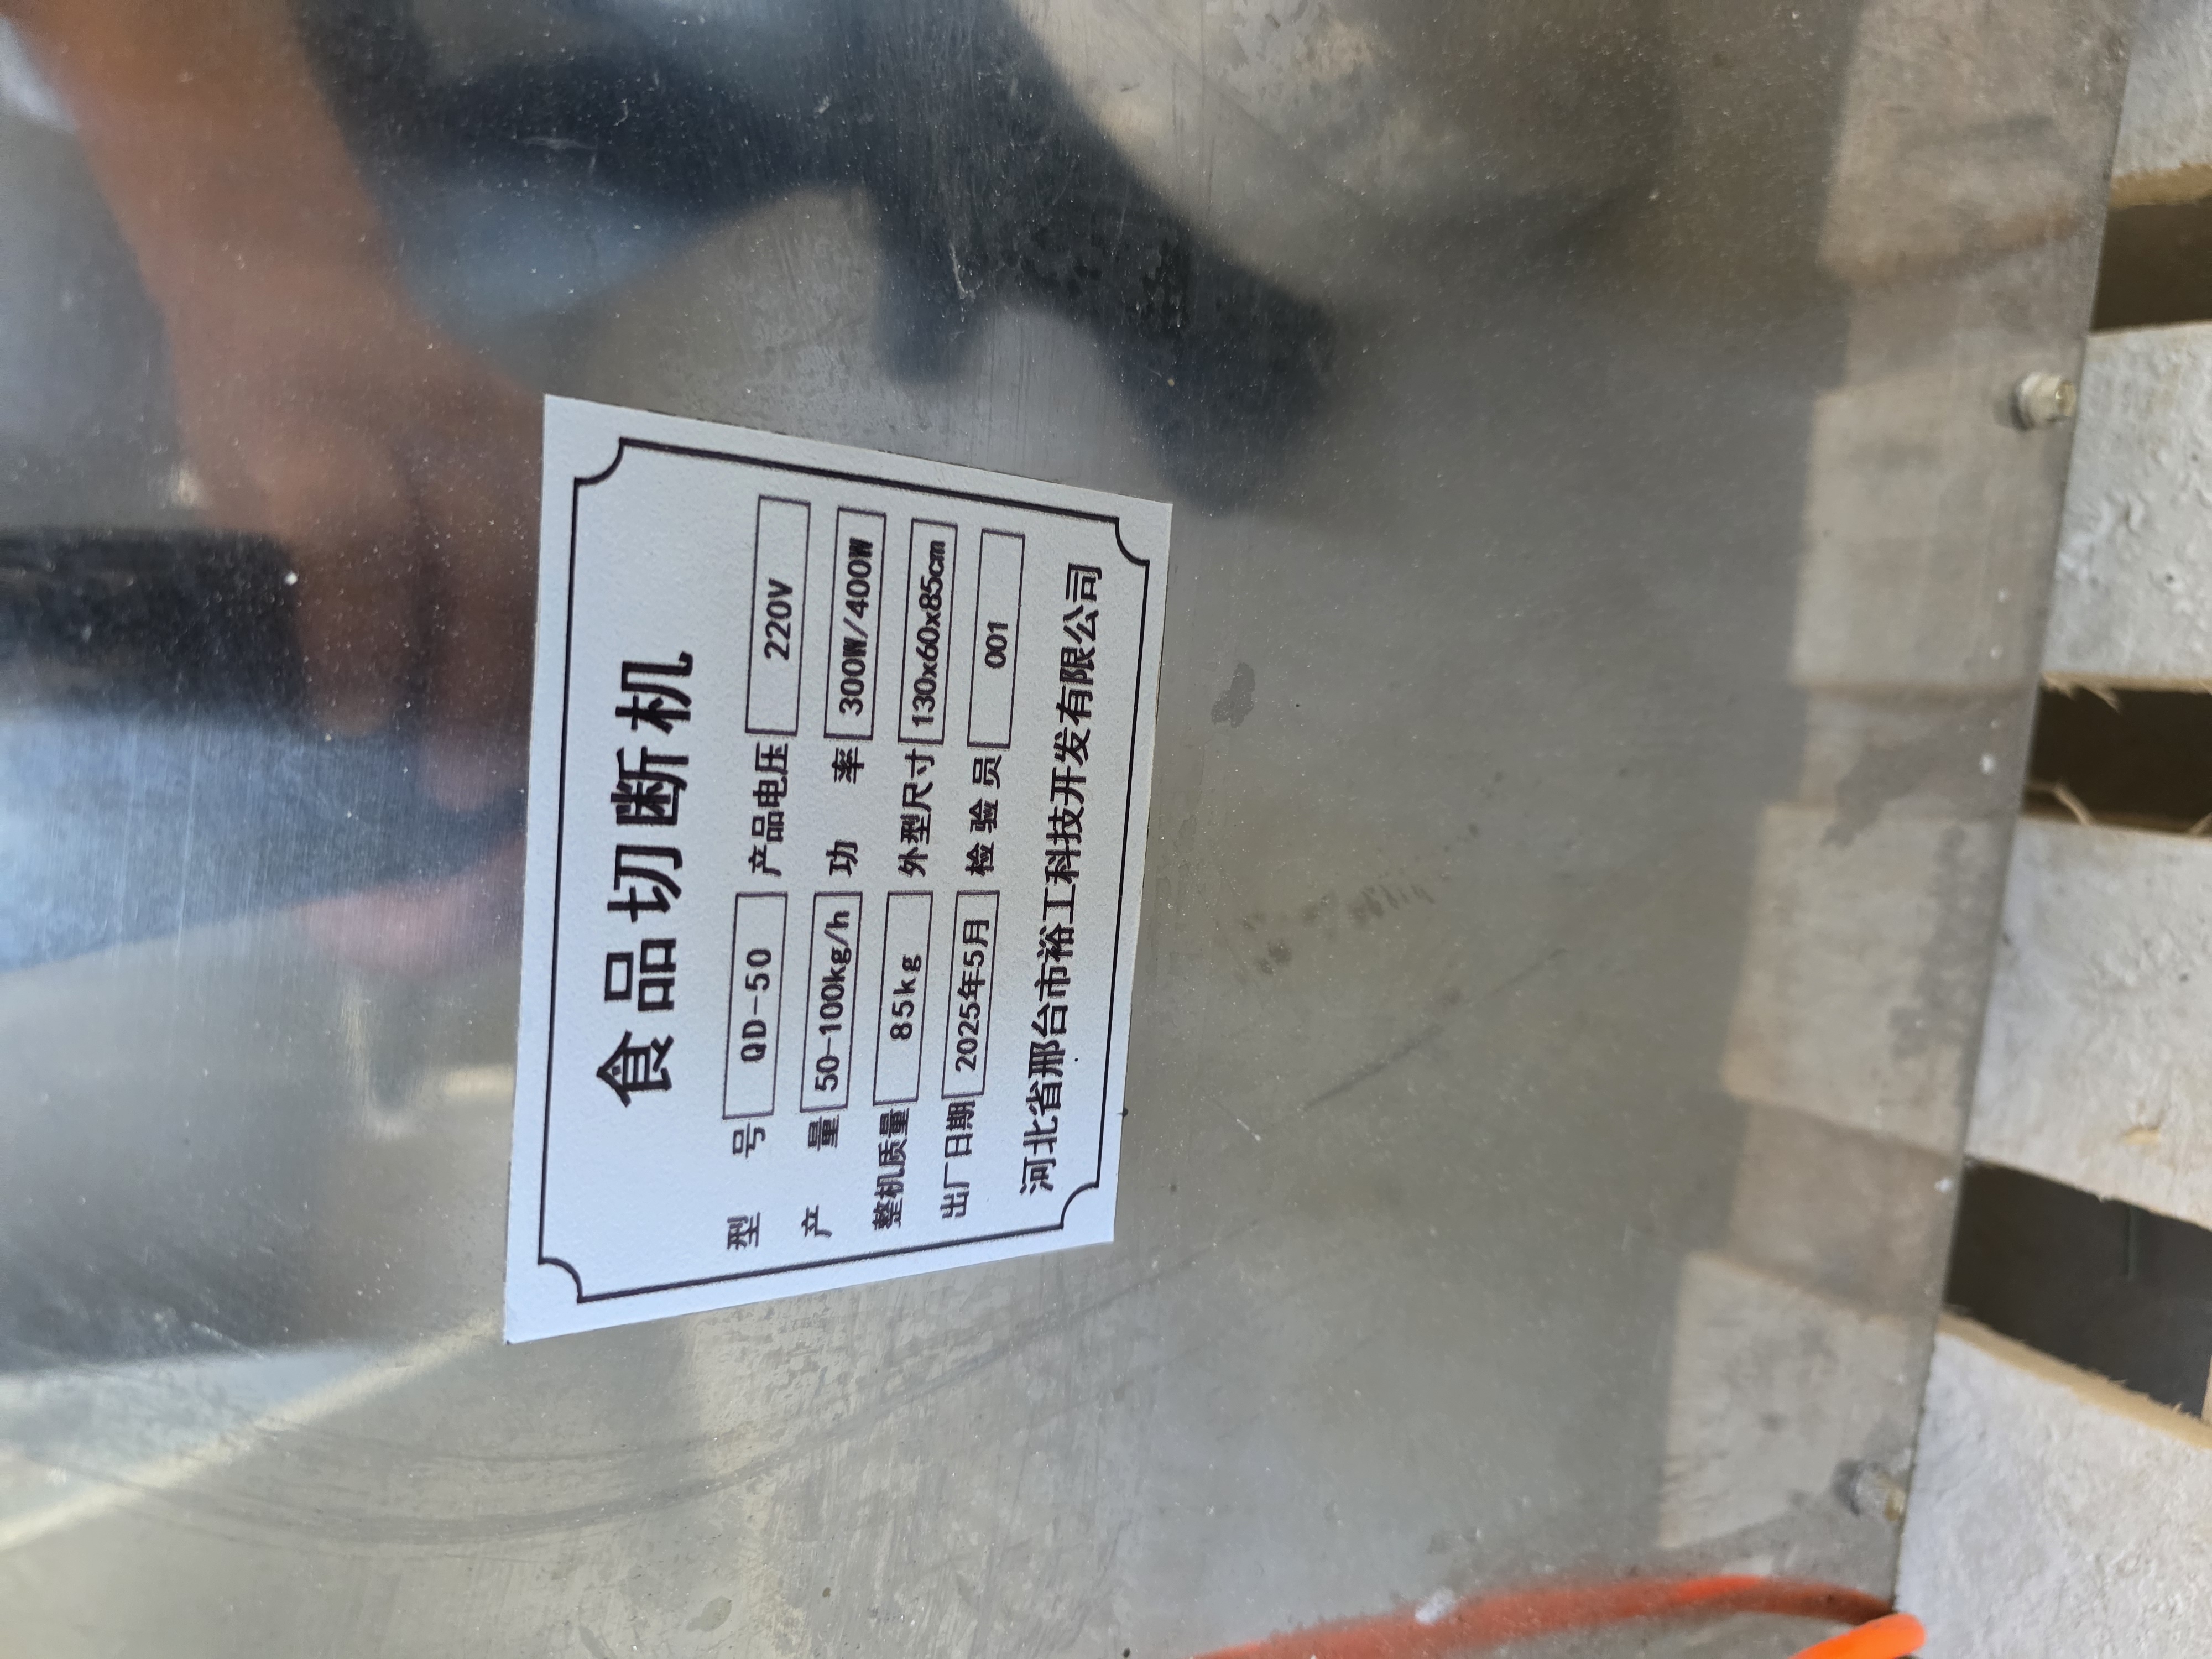 食品切断机
型 号 QD-50 产品电压 220V
产 量 50-100kg/h 功 率 300W/400W
整机质量 85kg 外型尺寸 130x60x85cm
出厂日期 2025年5月 检验员 001
河北省邢台市裕工科技开发有限公司